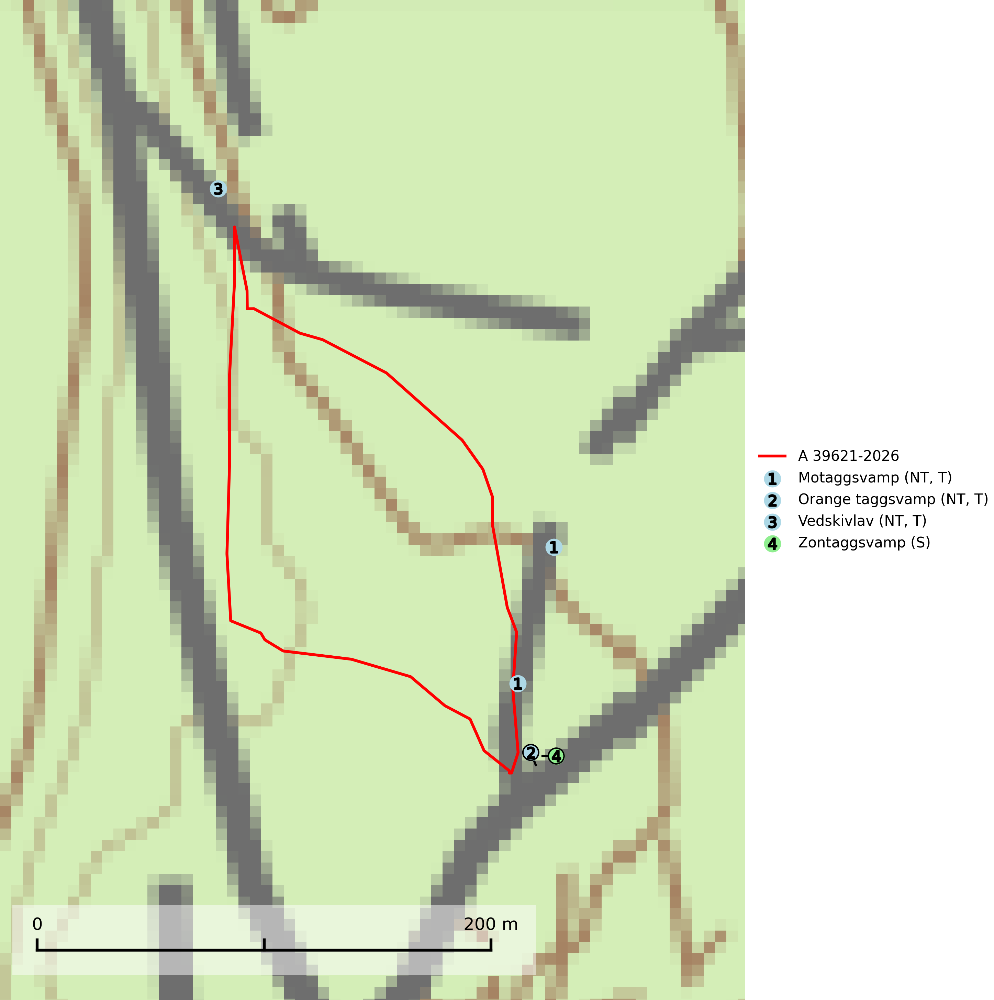 3
1
1
2
4
A 39621-2026
1 Motaggsvamp (NT, T)
2 Orange taggsvamp (NT, T)
3 Vedskivlav (NT, T)
4 Zontaggsvamp (S)
0 200 m